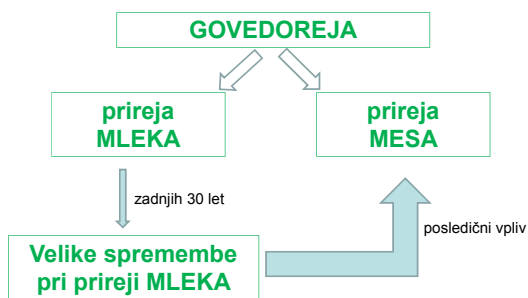 GOVEDOREJA
prireja
MLEKA
prireja
MESA
zadnjih 30 let
posledični vpliv
Velike spremembe
pri prireji MLEKA